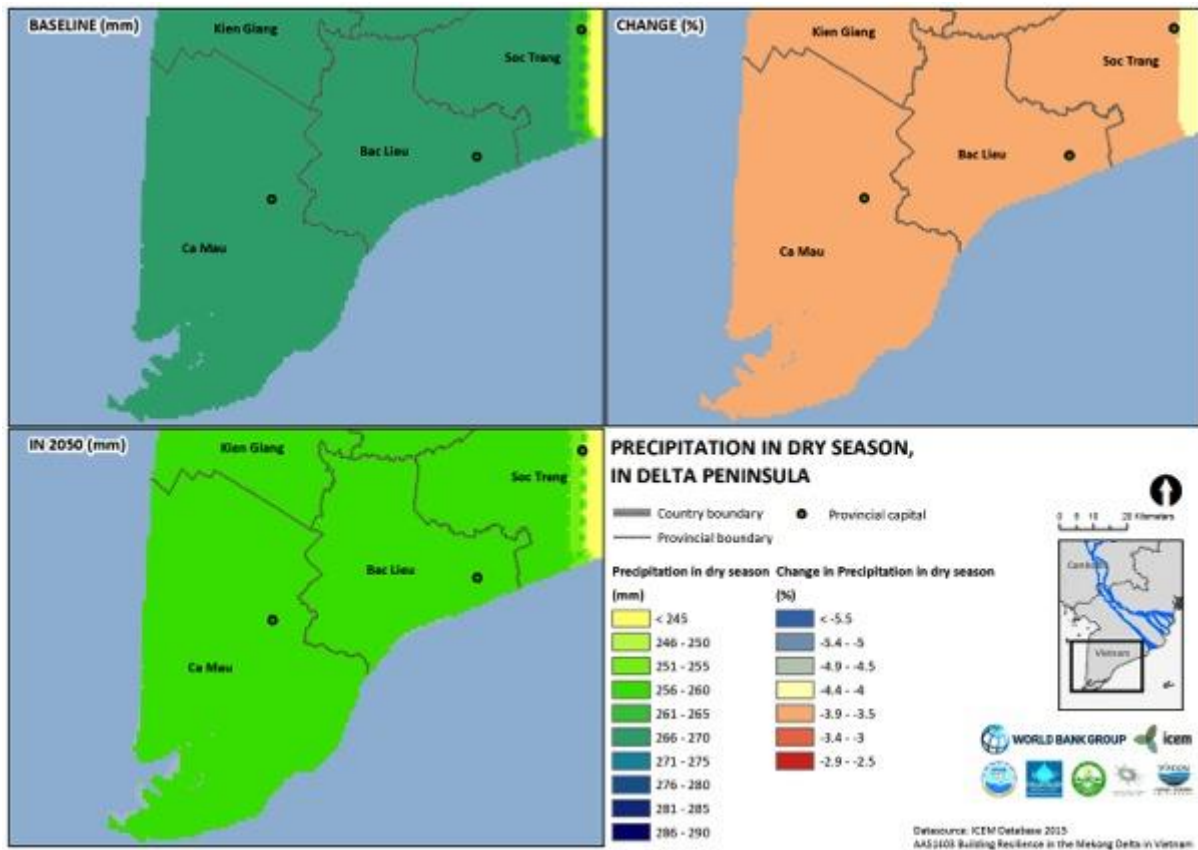 BASELINE (mm)
Kien Giang
Soc Trang
Bac Lieu
Ca Mau
CHANGE (%)
Kien Giang
Soc Trang
Bac Lieu
Ca Mau
IN 2050 (mm)
Kien Giang
Soc Trang
Bac Lieu
Ca Mau
PRECIPITATION IN DRY SEASON,
IN DELTA PENINSULA
Country boundary
Provincial capital
Provincial boundary
0 5 10 20 Kilometers
Precipitation in dry season
(mm)
< 245
246 - 250
251 - 255
256 - 260
261 - 265
266 - 270
271 - 275
276 - 280
281 - 285
286 - 290
Change in Precipitation in dry season
(%)
< -5.5
-5.4 - -5
-4.9 - -4.5
-4.4 - -4
-3.9 - -3.5
-3.4 - -3
-2.9 - -2.5
Vietnam
WORLD BANK GROUP
icem
Datasource: ICEM Database 2015
AAS1603 Building Resilience in the Mekong Delta in Vietnam